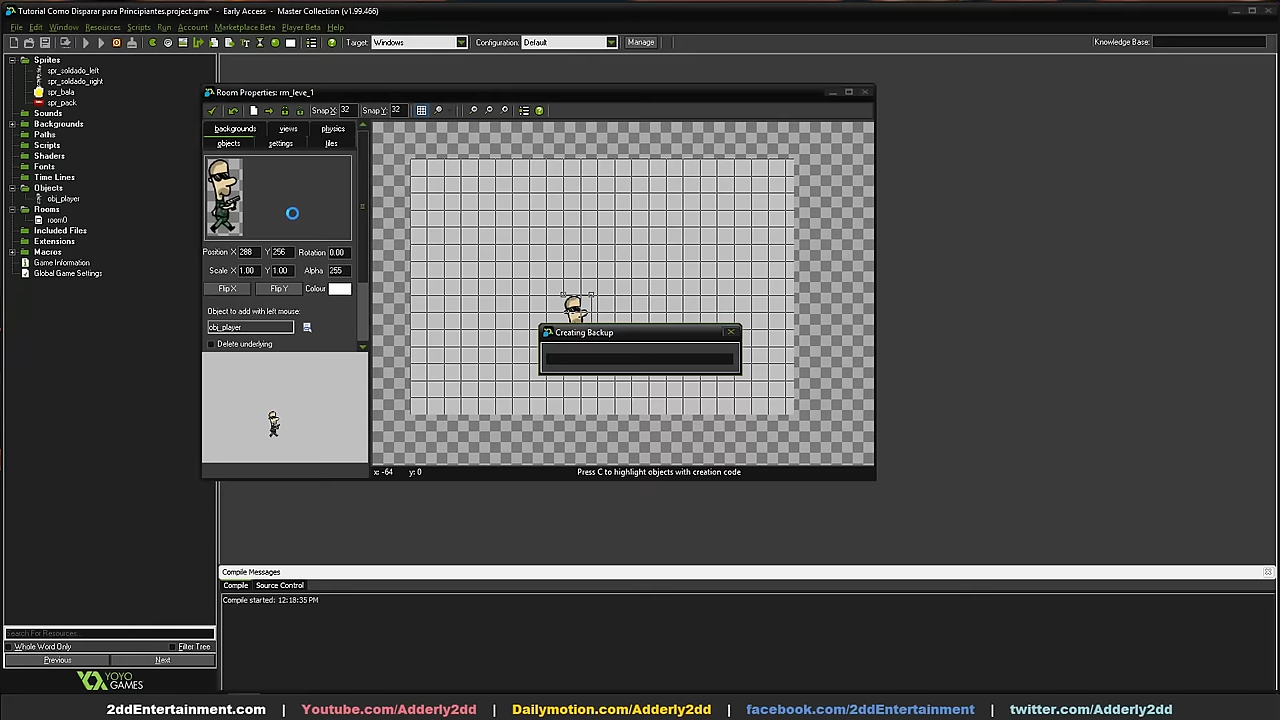 Tutorial Como Disparar para Principiantes.project.gmx* - Early Access - Master Collection (v1.99.466)
File Edit Window Resources Scripts Run Account Marketplace Beta Player Beta Help
Target: Windows Configuration: Default Manage Knowledge Base:
Sprites
spr_soldado_left
spr_soldado_right
spr_bala
spr_pack
Sounds
Backgrounds
Paths
Scripts
Shaders
Fonts
Time Lines
Objects
obj_player
Rooms
room0
Included Files
Extensions
Macros
Game Information
Global Game Settings
Search For Resources...
Whole Word Only Filter Tree
Previous Next
YOYO
GAMES
Room Properties: rm_leve_1
Snap X: 32 Snap Y: 32
backgrounds views physics
objects settings tiles
Position X 288 Y 256 Rotation 0.00
Scale X 1.00 Y 1.00 Alpha 255
Flip X Flip Y Colour
Object to add with left mouse:
obj_player
Delete underlying
Creating Backup
x: -64 y: 0 Press C to highlight objects with creation code
Compile Messages
Compile Source Control
Compile started: 12:18:35 PM
2ddEntertainment.com | Youtube.com/Adderly2dd | Dailymotion.com/Adderly2dd | facebook.com/2ddEntertainment | twitter.com/Adderly2dd